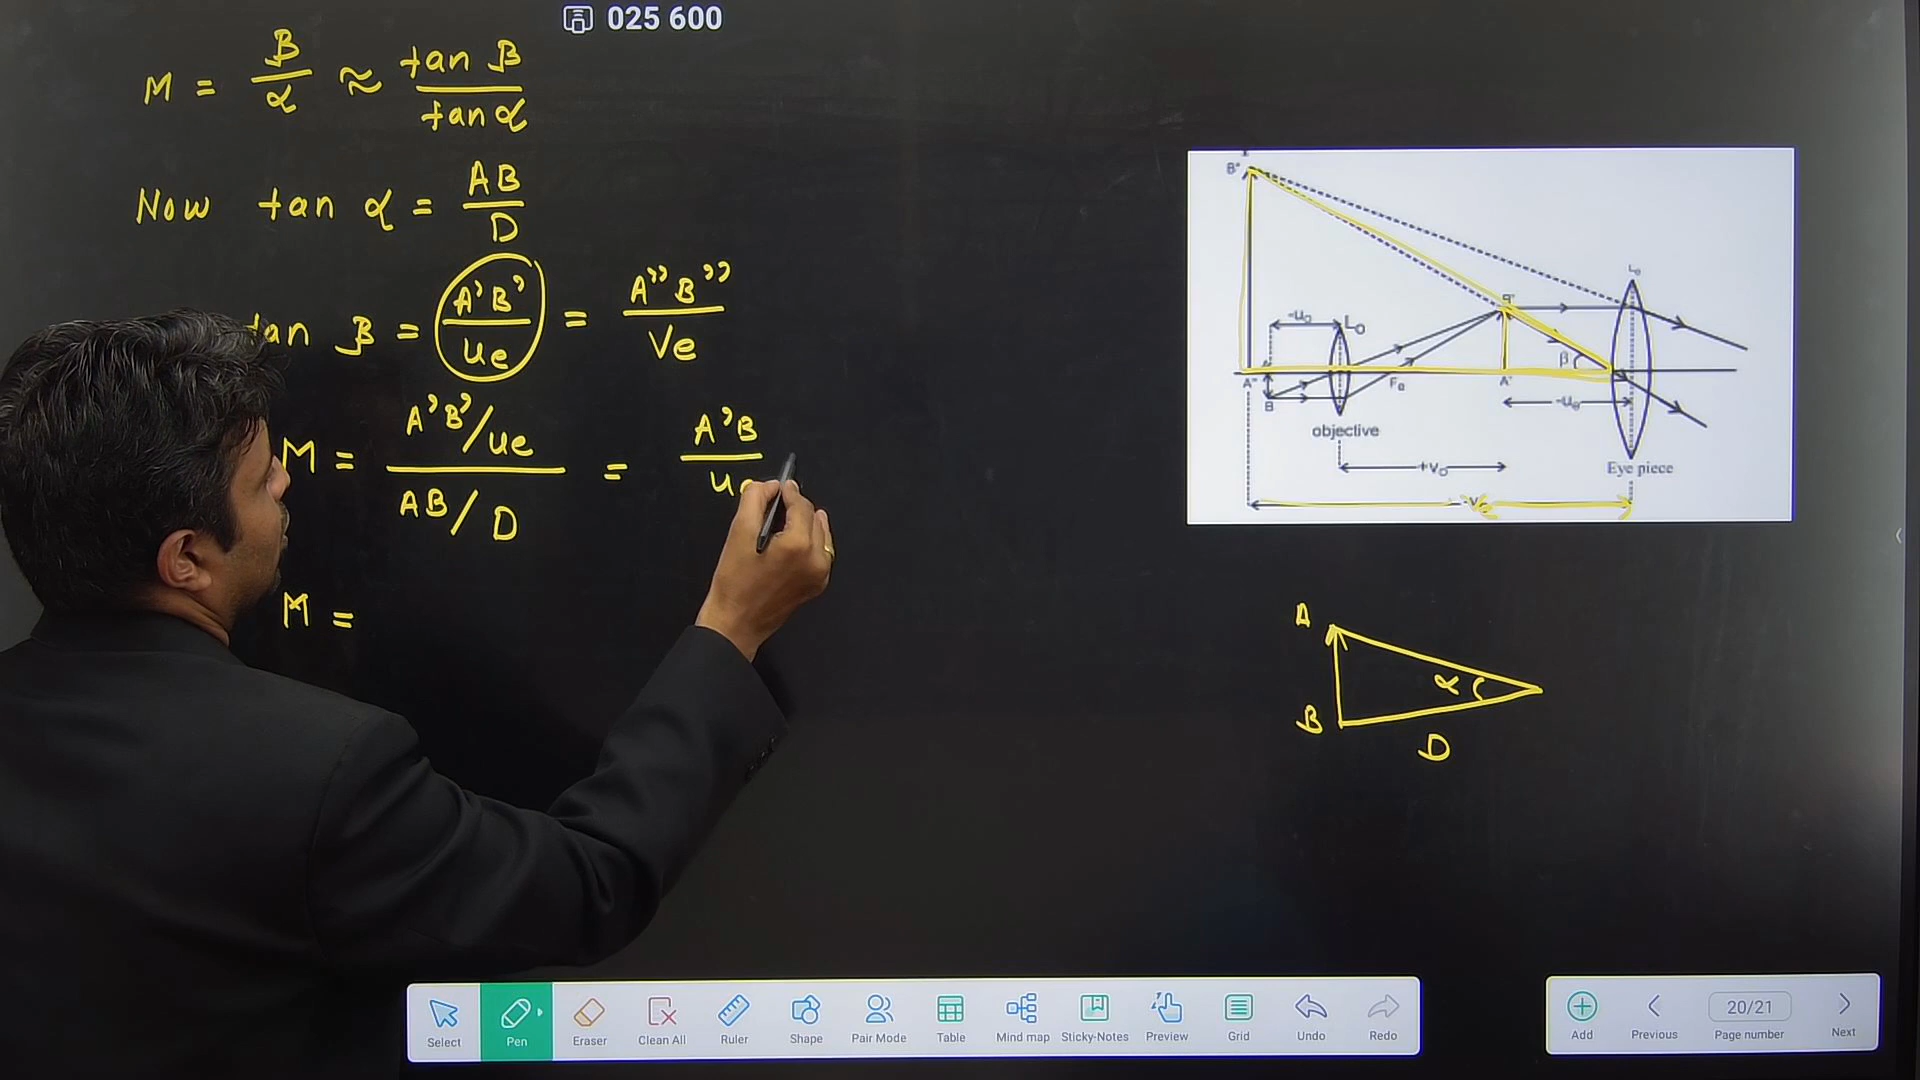 025 600
M = β/α ≈ tan β/tan α
Now tan α = AB/D
tan β = A'B'/ue = A''B''/Ve
M = A'B'/ue / AB/D = A'B/ue
M =
B"
Lo
-uo
B'
β
A"
A
B
Fo
A'
-ue
objective
+vo
Eye piece
-Ve
A
α
B
D
Select Pen Eraser Clean All Ruler Shape Pair Mode Table Mind map Sticky-Notes Preview Grid Undo Redo
Add Previous 20/21 Page number Next